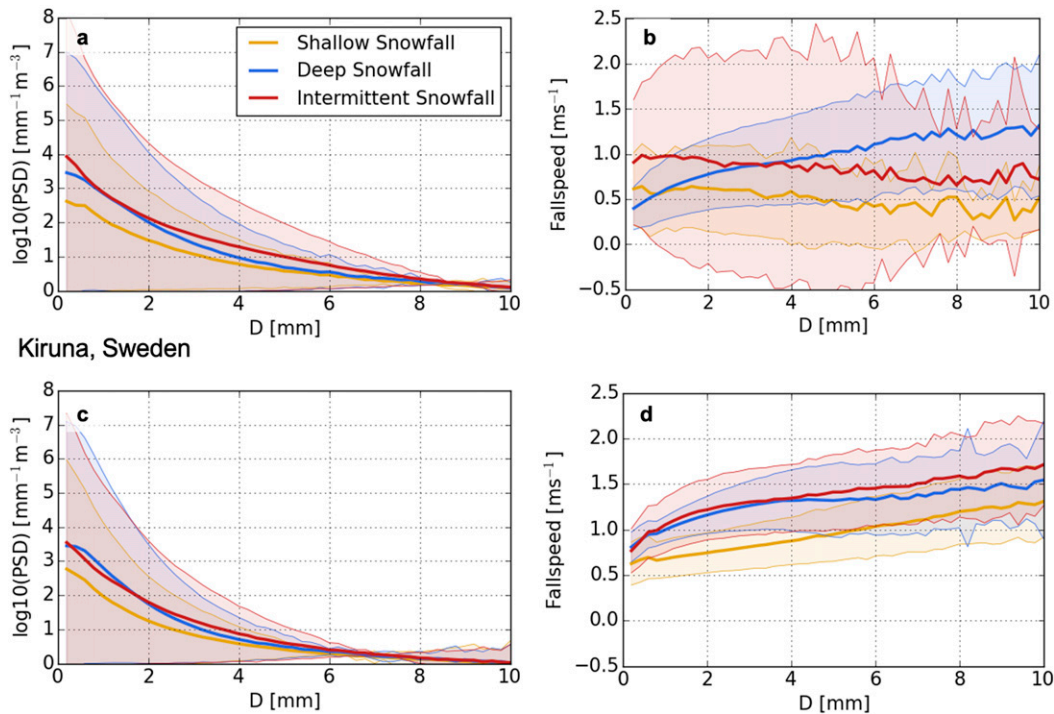 a
Shallow Snowfall
Deep Snowfall
Intermittent Snowfall
log10(PSD) [mm⁻¹ m⁻³]
8
7
6
5
4
3
2
1
0
0 2 4 6 8 10
D [mm]
b
Fallspeed [ms⁻¹]
2.5
2.0
1.5
1.0
0.5
0.0
−0.5
0 2 4 6 8 10
D [mm]
Kiruna, Sweden
c
log10(PSD) [mm⁻¹ m⁻³]
8
7
6
5
4
3
2
1
0
0 2 4 6 8 10
D [mm]
d
Fallspeed [ms⁻¹]
2.5
2.0
1.5
1.0
0.5
0.0
−0.5
0 2 4 6 8 10
D [mm]